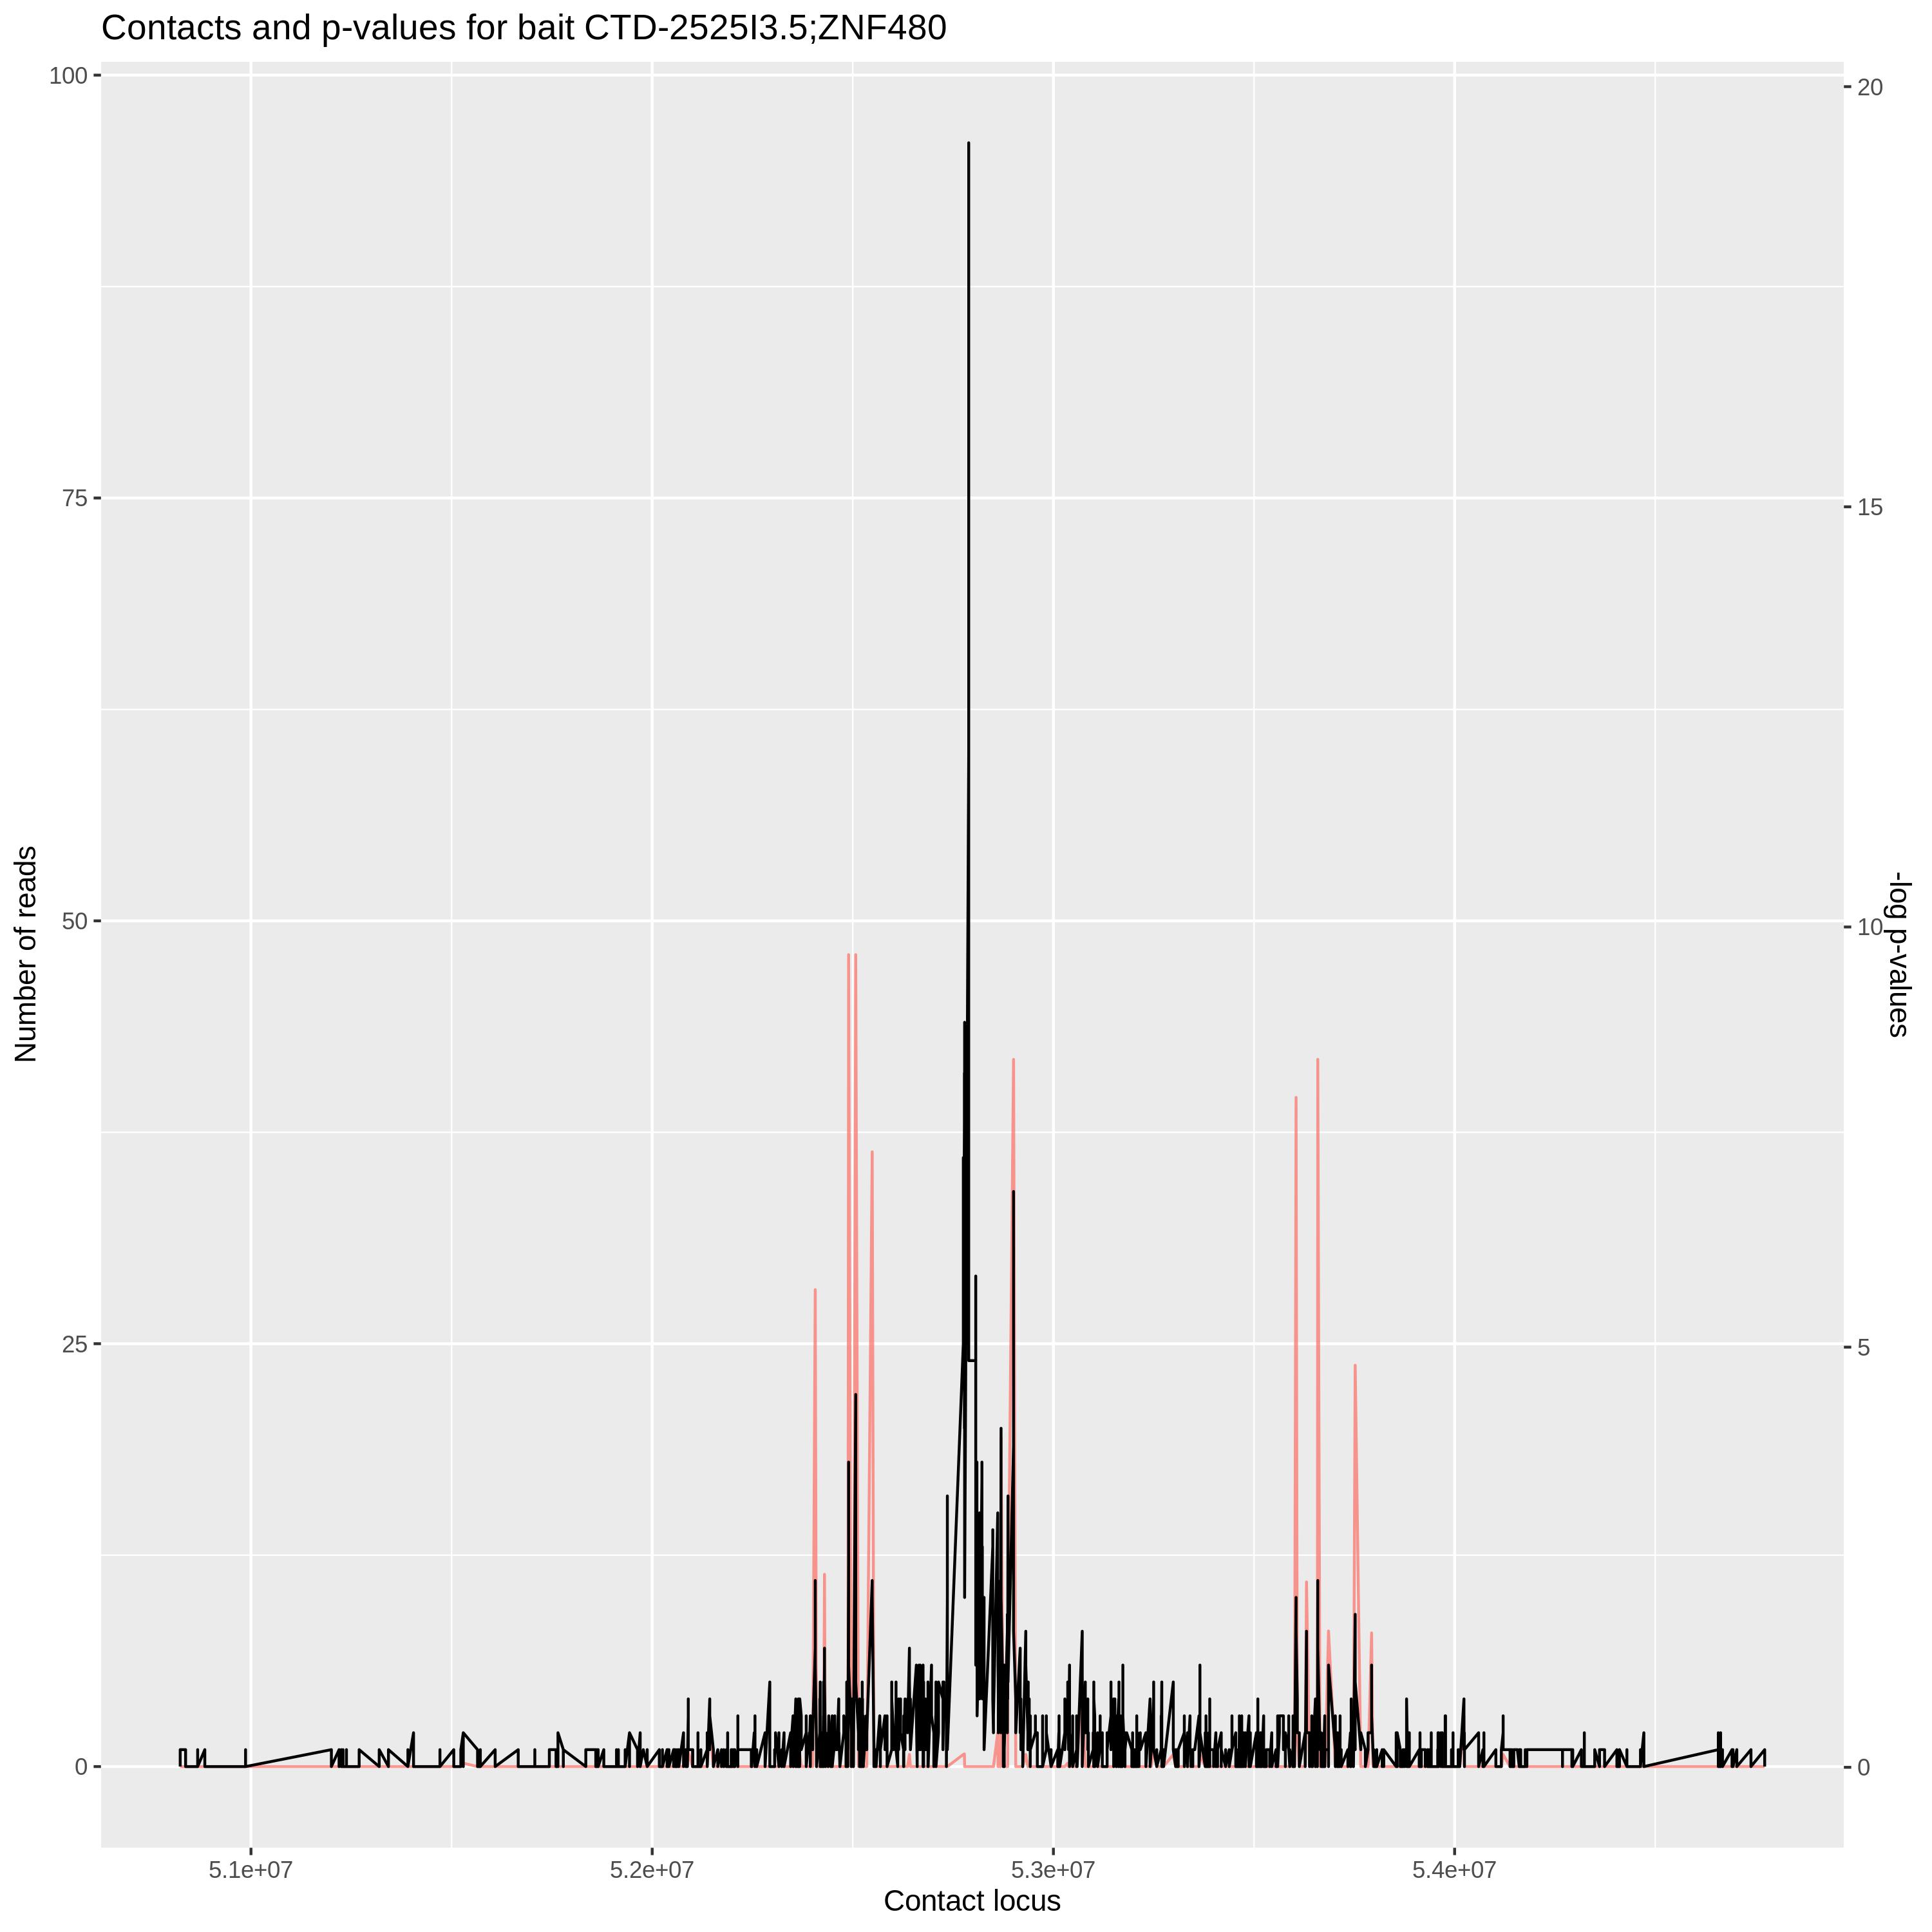 Contacts and p-values for bait CTD-2525I3.5;ZNF480
100
75
50
25
0
Number of reads
20
15
10
5
0
-log p-values
5.1e+07
5.2e+07
5.3e+07
5.4e+07
Contact locus